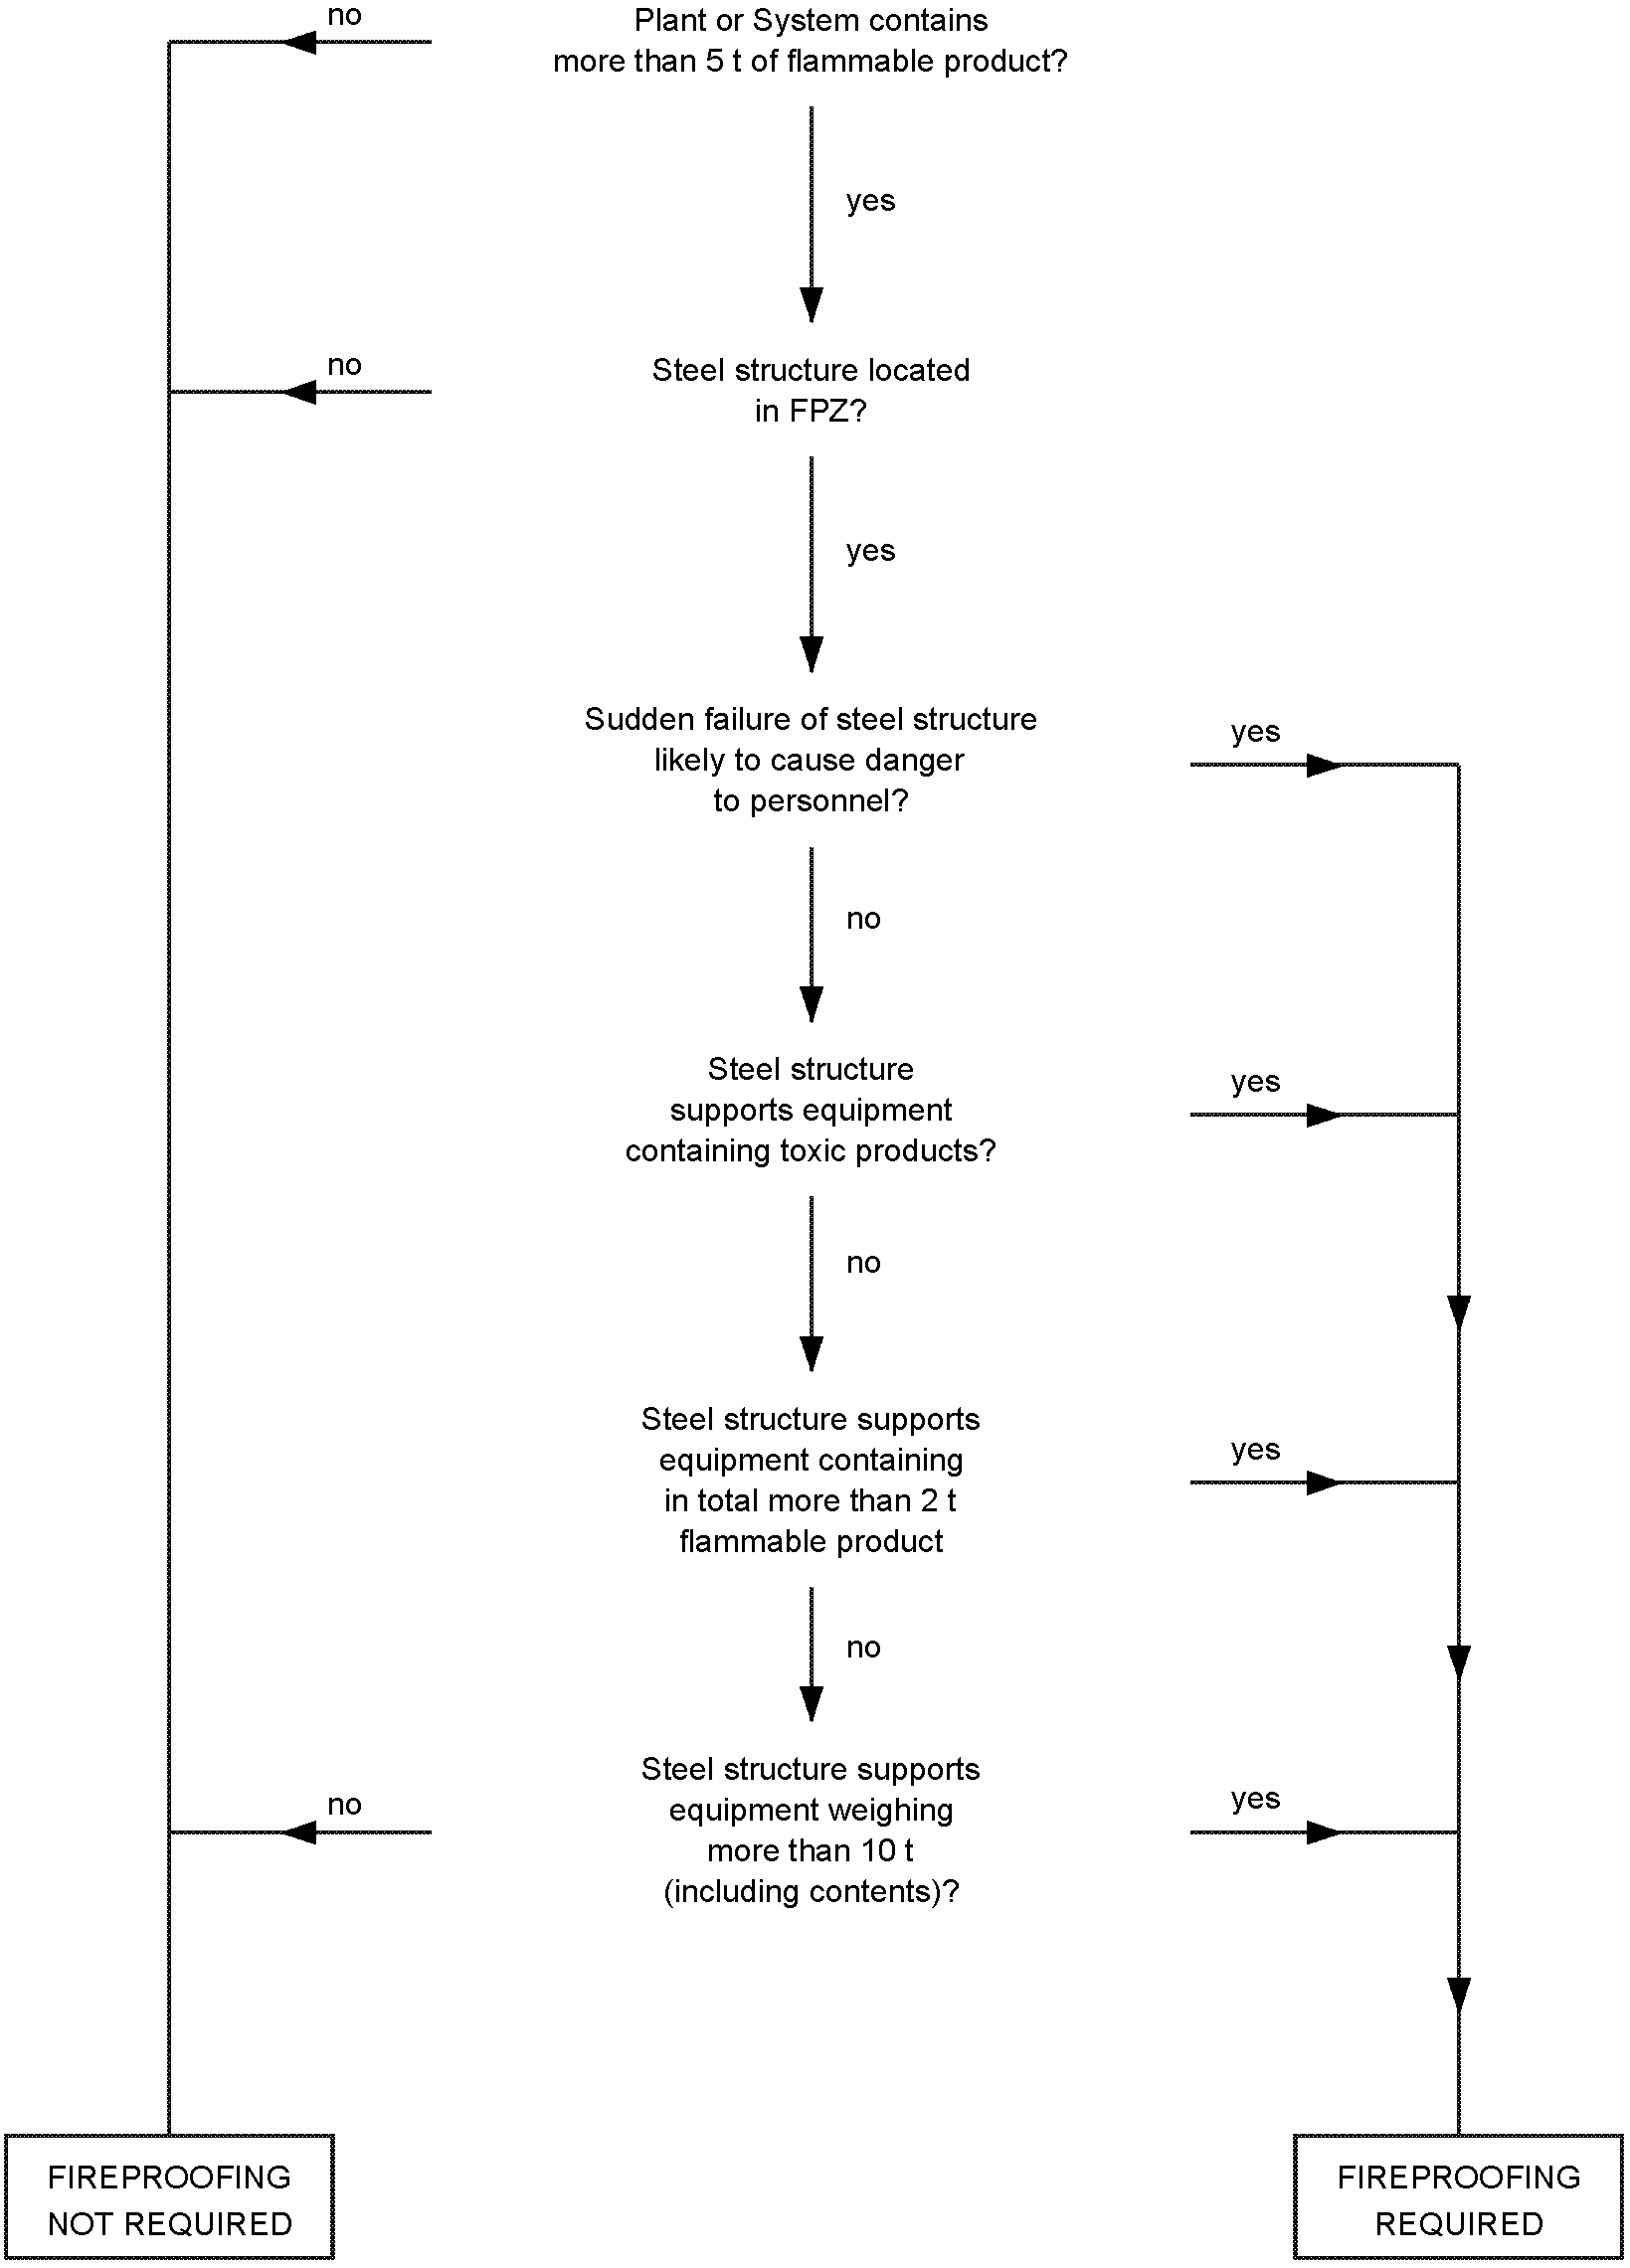 no
Plant or System contains
more than 5 t of flammable product?
yes
no
Steel structure located
in FPZ?
yes
Sudden failure of steel structure
likely to cause danger
to personnel?
yes
no
Steel structure
supports equipment
containing toxic products?
yes
no
Steel structure supports
equipment containing
in total more than 2 t
flammable product
yes
no
Steel structure supports
equipment weighing
more than 10 t
(including contents)?
no
yes
FIREPROOFING
NOT REQUIRED
FIREPROOFING
REQUIRED